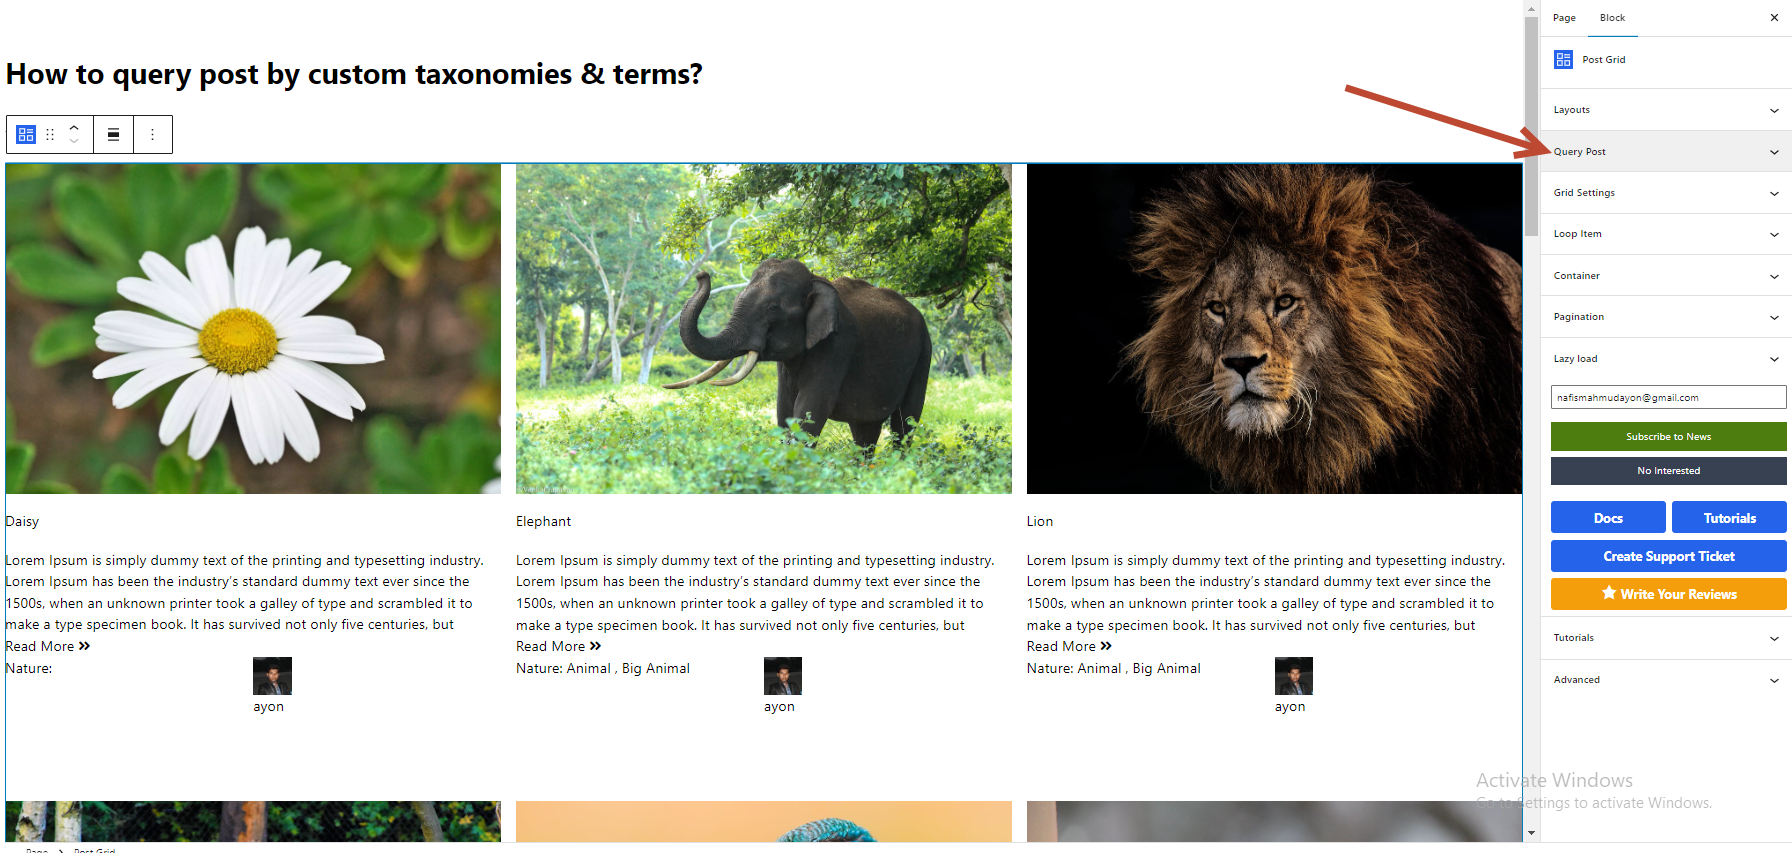 Page Block
Post Grid
Layouts
Query Post
Grid Settings
Loop Item
Container
Pagination
Lazy load
nafismahmudayon@gmail.com
Subscribe to News
No Interested
Docs Tutorials
Create Support Ticket
Write Your Reviews
Tutorials
Advanced
How to query post by custom taxonomies & terms?
Daisy
Lorem Ipsum is simply dummy text of the printing and typesetting industry.
Lorem Ipsum has been the industry’s standard dummy text ever since the
1500s, when an unknown printer took a galley of type and scrambled it to
make a type specimen book. It has survived not only five centuries, but
Read More »
Nature:
ayon
Elephant
Lorem Ipsum is simply dummy text of the printing and typesetting industry.
Lorem Ipsum has been the industry’s standard dummy text ever since the
1500s, when an unknown printer took a galley of type and scrambled it to
make a type specimen book. It has survived not only five centuries, but
Read More »
Nature: Animal , Big Animal
ayon
Lion
Lorem Ipsum is simply dummy text of the printing and typesetting industry.
Lorem Ipsum has been the industry’s standard dummy text ever since the
1500s, when an unknown printer took a galley of type and scrambled it to
make a type specimen book. It has survived not only five centuries, but
Read More »
Nature: Animal , Big Animal
ayon
Activate Windows
Go to Settings to activate Windows.
Page > Post Grid